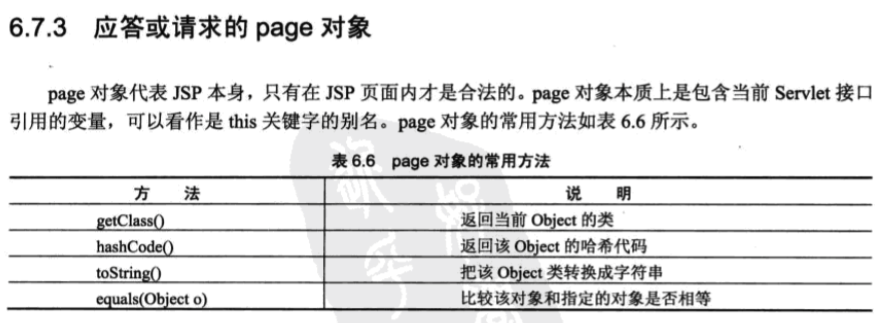 6.7.3 应答或请求的 page 对象
page 对象代表 JSP 本身，只有在 JSP 页面内才是合法的。page 对象本质上是包含当前 Servlet 接口
引用的变量，可以看作是 this 关键字的别名。page 对象的常用方法如表 6.6 所示。
表 6.6 page 对象的常用方法
方 法 说 明
getClass() 返回当前 Object 的类
hashCode() 返回该 Object 的哈希代码
toString() 把该 Object 类转换成字符串
equals(Object o) 比较该对象和指定的对象是否相等